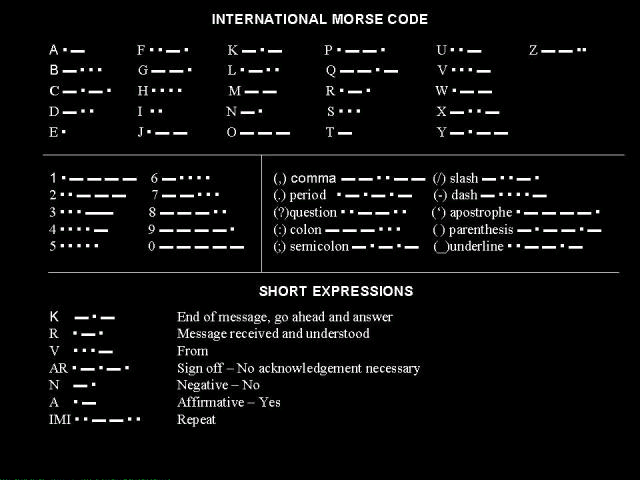 INTERNATIONAL MORSE CODE
A ·— F ··—· K —·— P ·——· U ··— Z ——··
B —··· G ——· L ·—·· Q ——·— V ···—
C —·—· H ···· M —— R ·—· W ·——
D —·· I ·· N —· S ··· X —··—
E · J ·——— O ——— T — Y —·——
1 ·———— 6 —···· (,) comma ——··—— (/) slash —··—·
2 ··——— 7 ——··· (.) period ·—·—·— (-) dash —····—
3 ···—— 8 ———·· (?)question ··——·· (‘) apostrophe ·————·
4 ····— 9 ————· (:) colon ———··· ( ) parenthesis —·——·—
5 ····· 0 ————— (;) semicolon —·—·—· (_)underline ··——·—
SHORT EXPRESSIONS
K —·— End of message, go ahead and answer
R ·—· Message received and understood
V ···— From
AR ·—·—· Sign off – No acknowledgement necessary
N —· Negative – No
A ·— Affirmative – Yes
IMI ··——·· Repeat